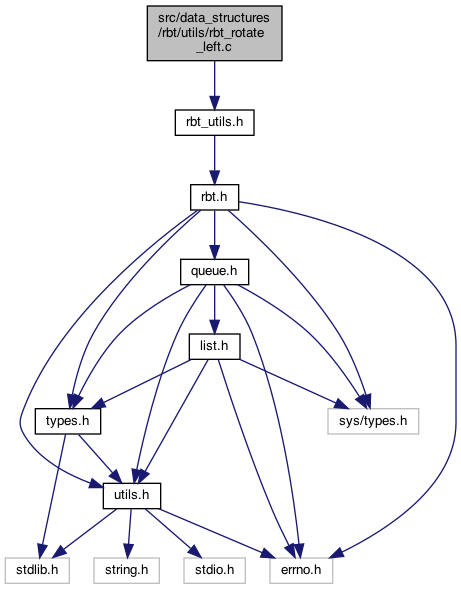 src/data_structures
/rbt/utils/rbt_rotate
_left.c
rbt_utils.h
rbt.h
queue.h
list.h
types.h
sys/types.h
utils.h
stdlib.h
string.h
stdio.h
errno.h